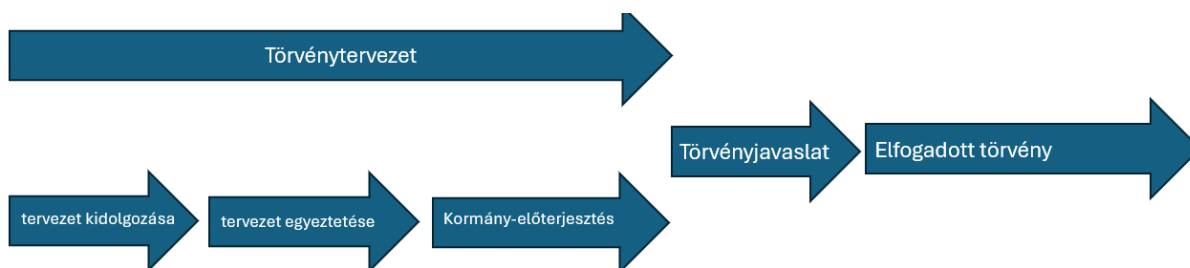 Törvénytervezet
Törvényjavaslat
Elfogadott törvény
tervezet kidolgozása
tervezet egyeztetése
Kormány-előterjesztés